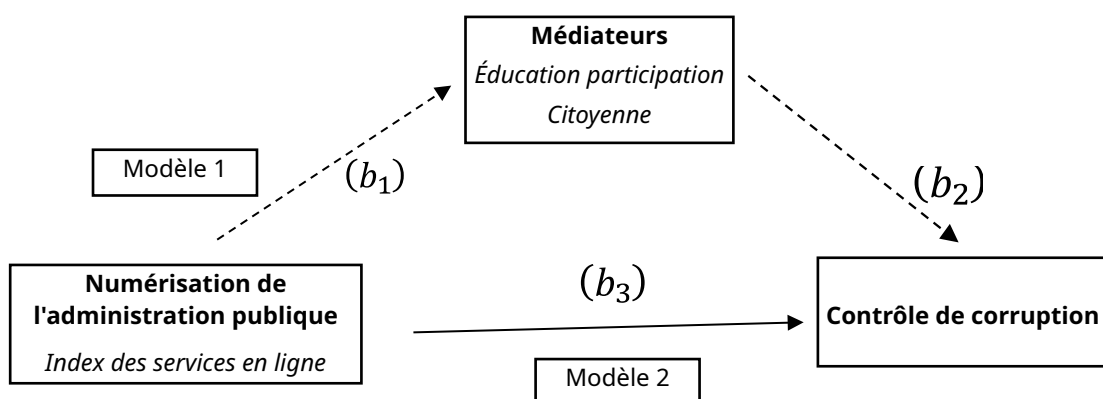 Médiateurs
Éducation participation
Citoyenne
Modèle 1
(b₁)
(b₂)
Numérisation de
l'administration publique
Index des services en ligne
(b₃)
Contrôle de corruption
Modèle 2